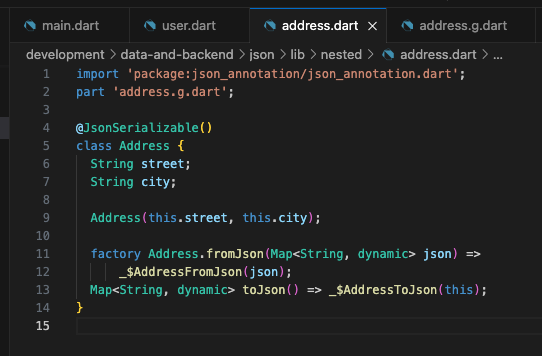 main.dart user.dart address.dart × address.g.dart
development > data-and-backend > json > lib > nested > address.dart > ...
1 import 'package:json_annotation/json_annotation.dart';
2 part 'address.g.dart';
3
4 @JsonSerializable()
5 class Address {
6 String street;
7 String city;
8
9 Address(this.street, this.city);
10
11 factory Address.fromJson(Map<String, dynamic> json) =>
12 _$AddressFromJson(json);
13 Map<String, dynamic> toJson() => _$AddressToJson(this);
14 }
15